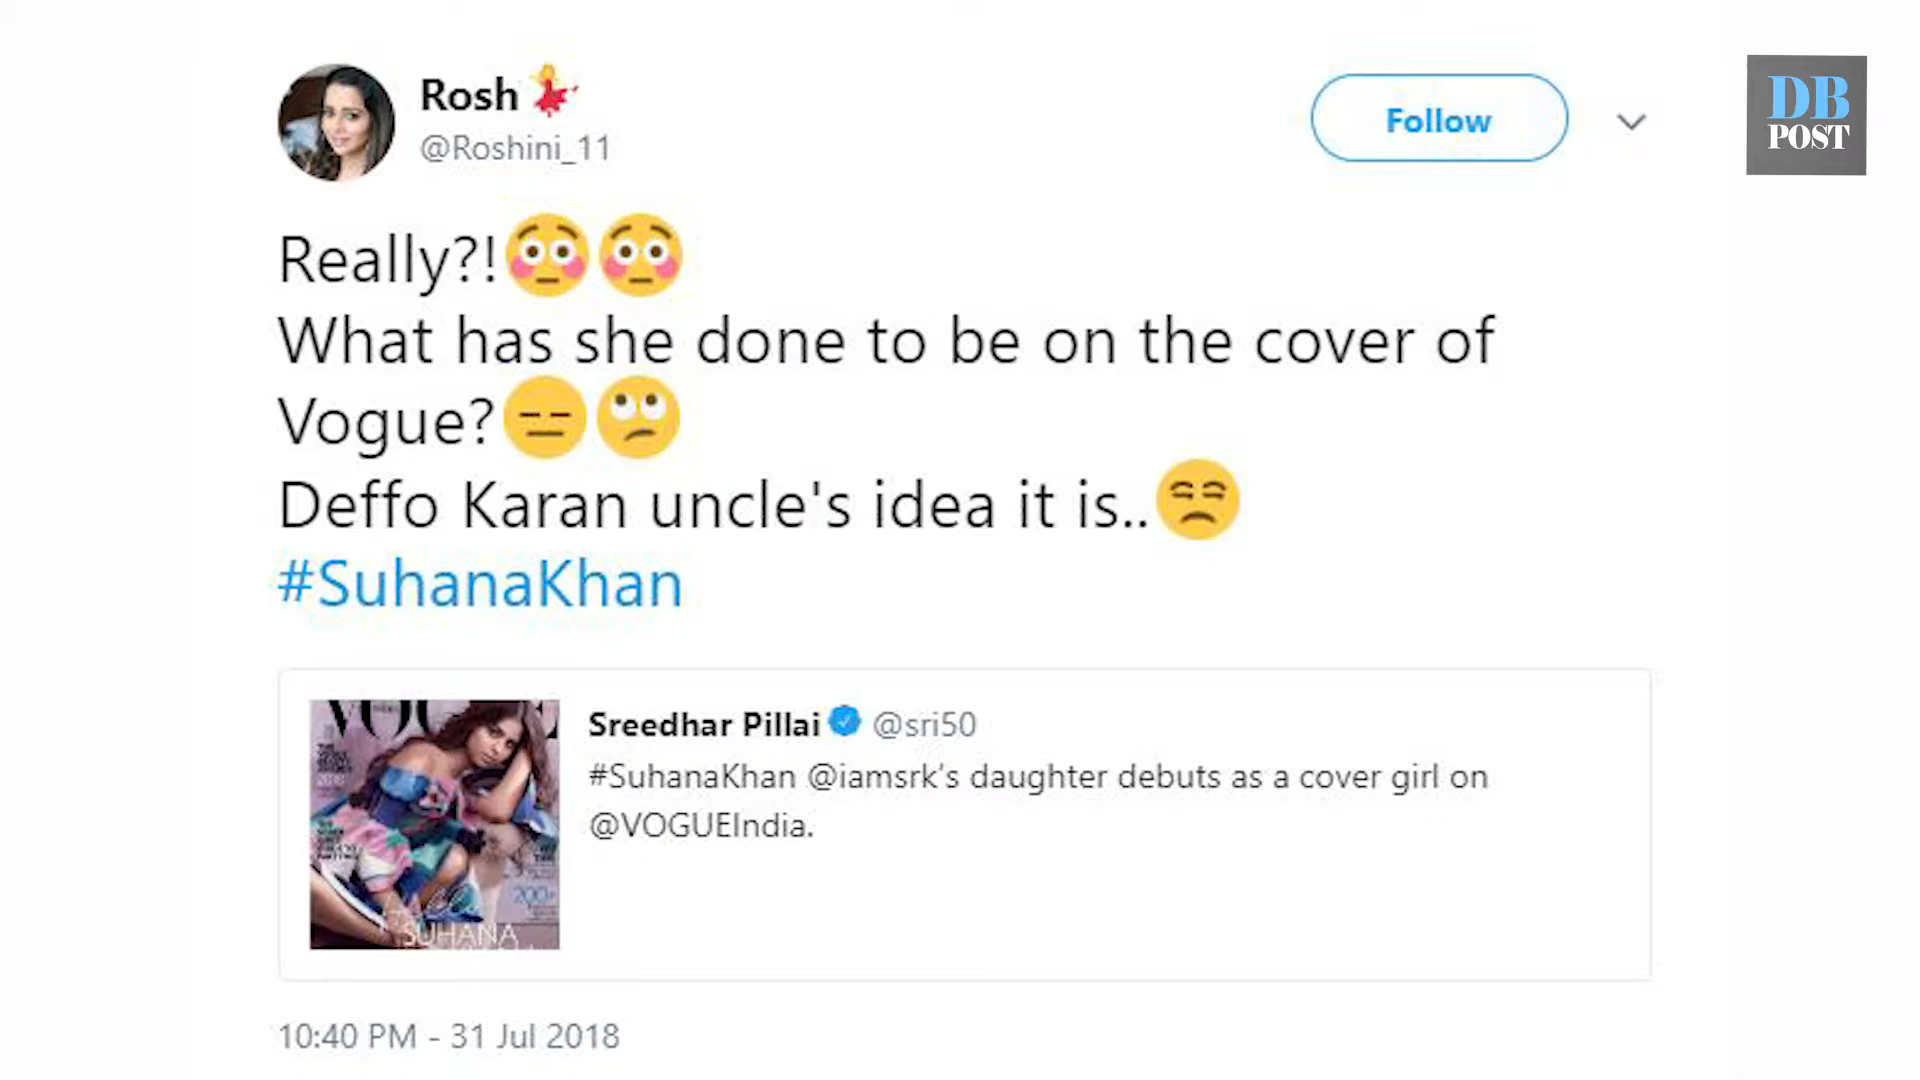 Rosh
@Roshini_11
Follow
DB
POST
Really?!
What has she done to be on the cover of
Vogue?
Deffo Karan uncle's idea it is..
#SuhanaKhan
Sreedhar Pillai @sri50
#SuhanaKhan @iamsrk's daughter debuts as a cover girl on
@VOGUEIndia.
VOGUE
200+
SUHANA
10:40 PM - 31 Jul 2018